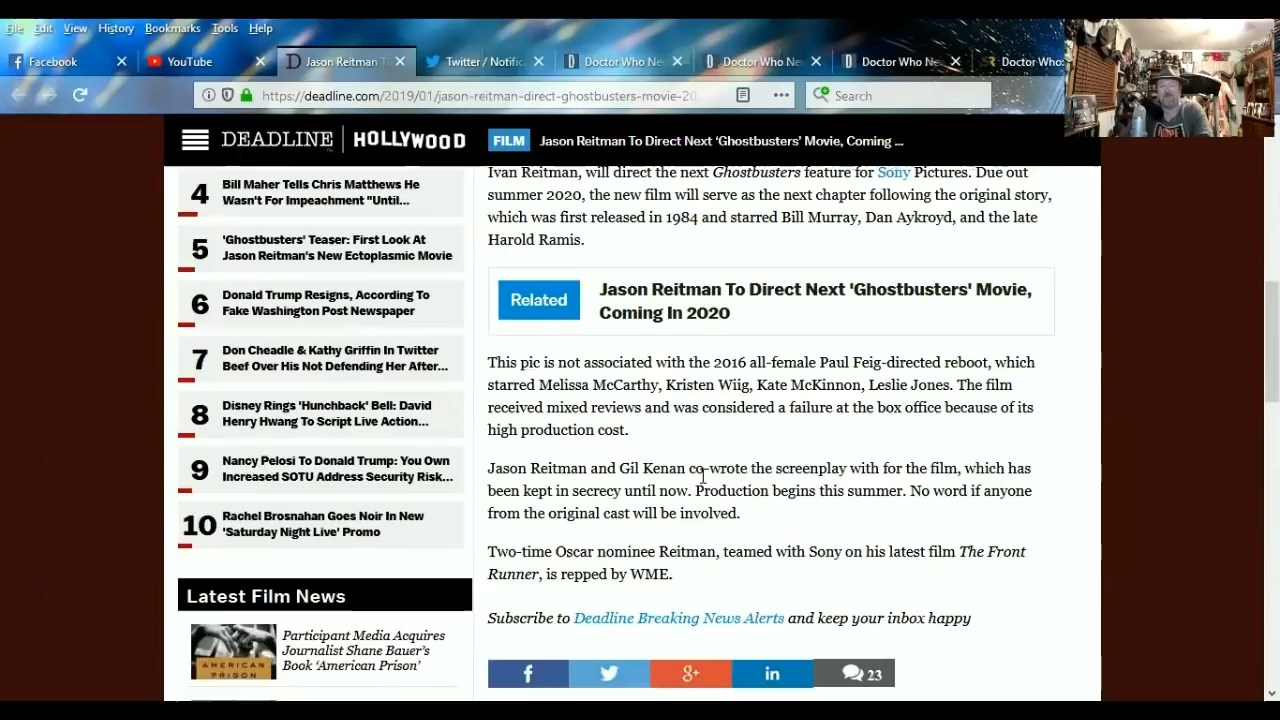 File Edit View History Bookmarks Tools Help
Facebook
YouTube
Jason Reitman T
Twitter / Notific
Doctor Who Ne
Doctor Who Ne
Doctor Who Ne
Doctor Who:
https://deadline.com/2019/01/jason-reitman-direct-ghostbusters-movie-20
Search
DEADLINE HOLLYWOOD
FILM Jason Reitman To Direct Next ‘Ghostbusters’ Movie, Coming ...
4 Bill Maher Tells Chris Matthews He
Wasn't For Impeachment "Until...
5 'Ghostbusters' Teaser: First Look At
Jason Reitman's New Ectoplasmic Movie
6 Donald Trump Resigns, According To
Fake Washington Post Newspaper
7 Don Cheadle & Kathy Griffin In Twitter
Beef Over His Not Defending Her After...
8 Disney Rings 'Hunchback' Bell: David
Henry Hwang To Script Live Action...
9 Nancy Pelosi To Donald Trump: You Own
Increased SOTU Address Security Risk...
10 Rachel Brosnahan Goes Noir In New
'Saturday Night Live' Promo
Latest Film News
AMERICAN
PRISON
Participant Media Acquires
Journalist Shane Bauer's
Book ‘American Prison’
Ivan Reitman, will direct the next Ghostbusters feature for Sony Pictures. Due out
summer 2020, the new film will serve as the next chapter following the original story,
which was first released in 1984 and starred Bill Murray, Dan Aykroyd, and the late
Harold Ramis.
Related
Jason Reitman To Direct Next 'Ghostbusters' Movie,
Coming In 2020
This pic is not associated with the 2016 all-female Paul Feig-directed reboot, which
starred Melissa McCarthy, Kristen Wiig, Kate McKinnon, Leslie Jones. The film
received mixed reviews and was considered a failure at the box office because of its
high production cost.
Jason Reitman and Gil Kenan co-wrote the screenplay with for the film, which has
been kept in secrecy until now. Production begins this summer. No word if anyone
from the original cast will be involved.
Two-time Oscar nominee Reitman, teamed with Sony on his latest film The Front
Runner, is repped by WME.
Subscribe to Deadline Breaking News Alerts and keep your inbox happy
23